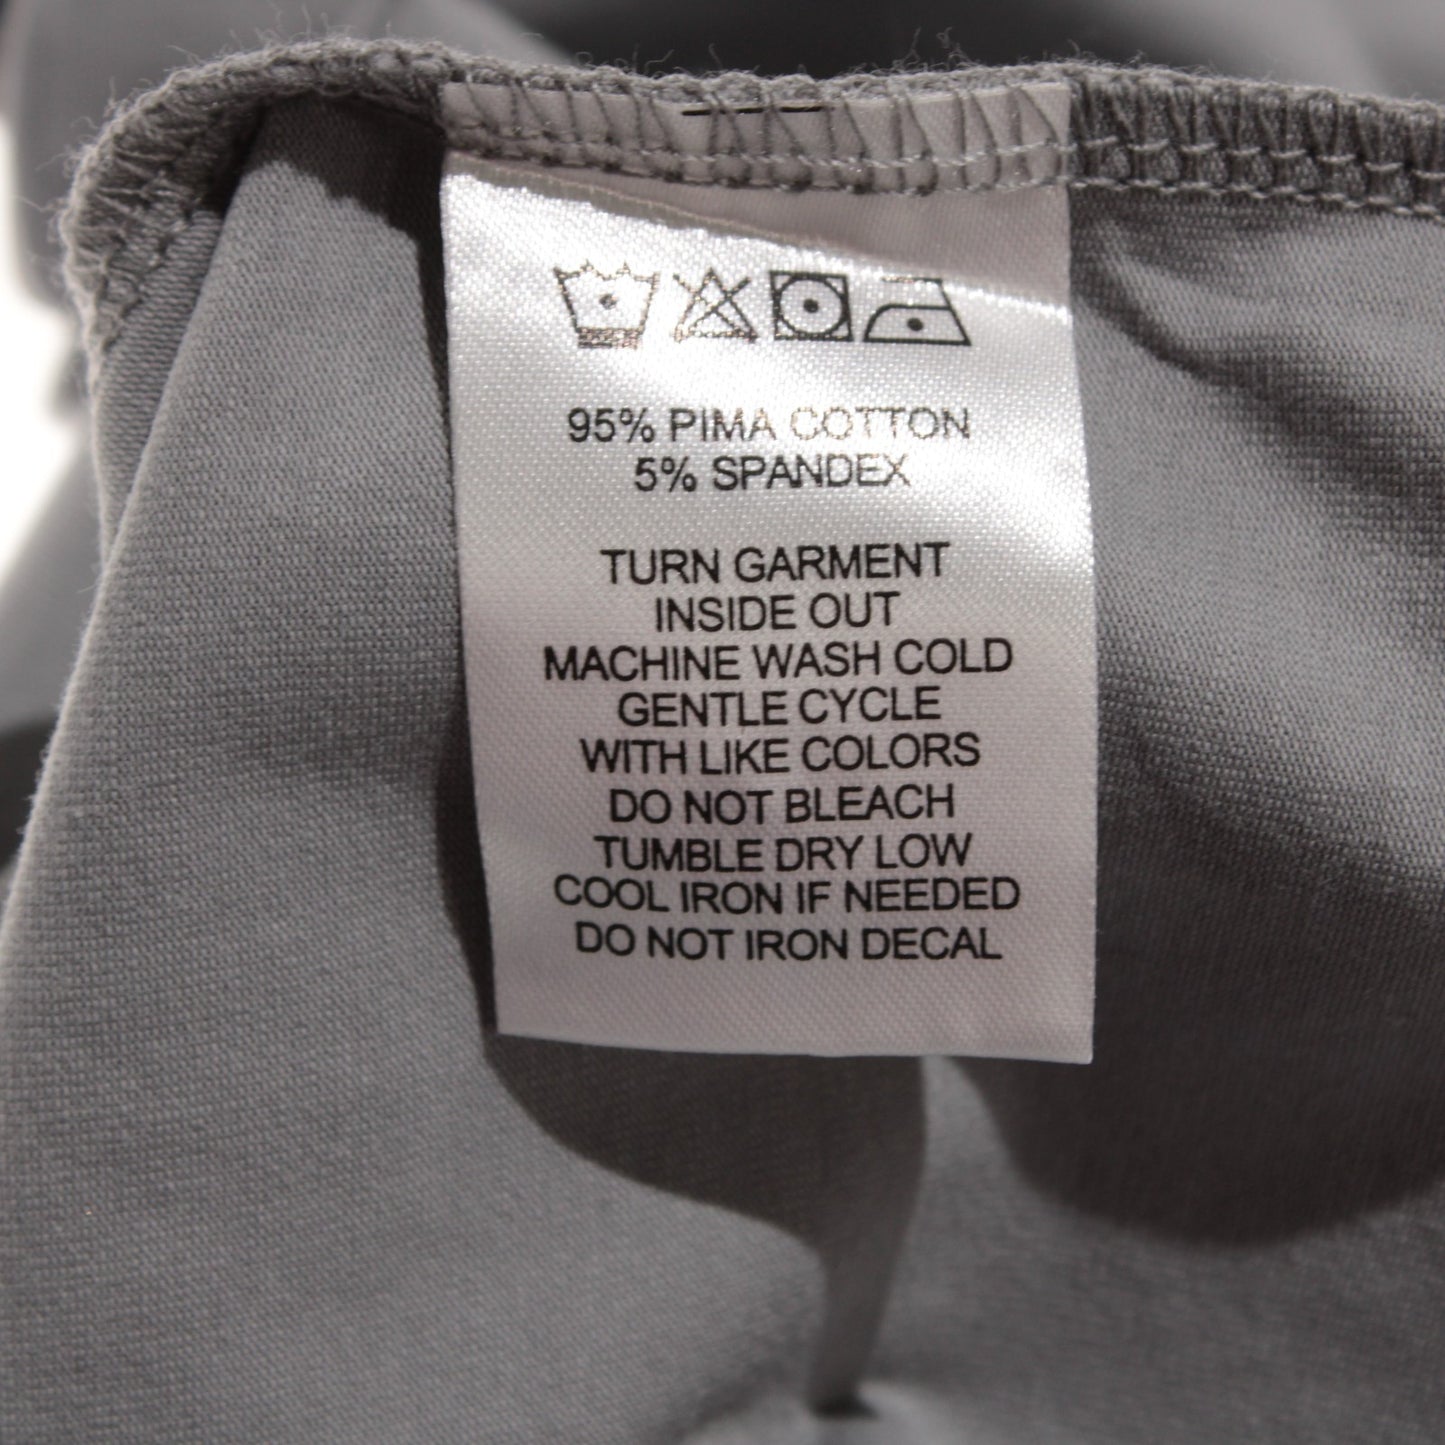 95% PIMA COTTON
5% SPANDEX
TURN GARMENT
INSIDE OUT
MACHINE WASH COLD
GENTLE CYCLE
WITH LIKE COLORS
DO NOT BLEACH
TUMBLE DRY LOW
COOL IRON IF NEEDED
DO NOT IRON DECAL